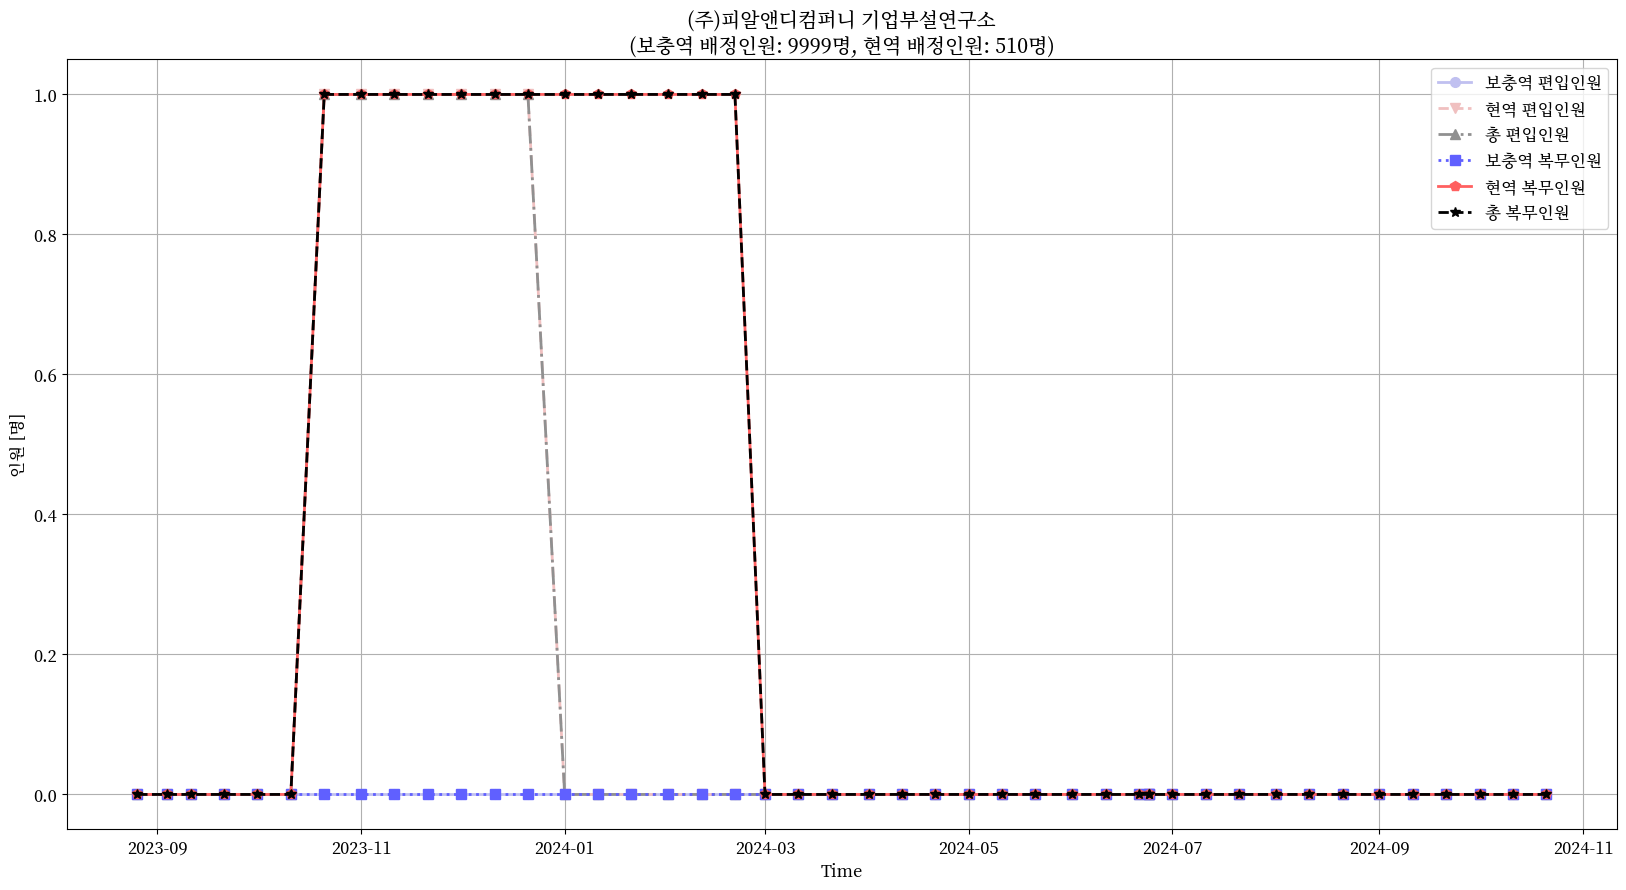 (주)피알앤디컴퍼니 기업부설연구소
(보충역 배정인원: 9999명, 현역 배정인원: 510명)
보충역 편입인원
현역 편입인원
총 편입인원
보충역 복무인원
현역 복무인원
총 복무인원
인원 [명]
1.0
0.8
0.6
0.4
0.2
0.0
2023-09
2023-11
2024-01
2024-03
2024-05
2024-07
2024-09
2024-11
Time